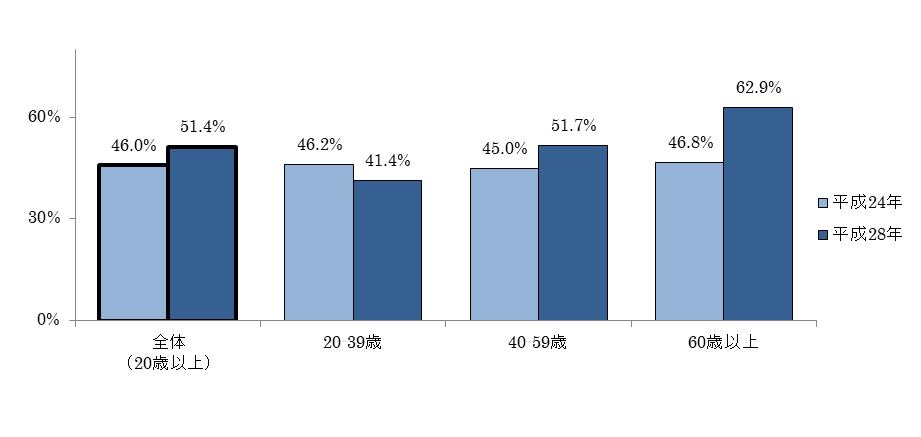 62.9%
60%
51.4%
51.7%
46.0%
46.2%
41.4%
45.0%
46.8%
平成24年
30%
平成28年
0%
全体
（20歳以上）
20-39歳
40-59歳
60歳以上